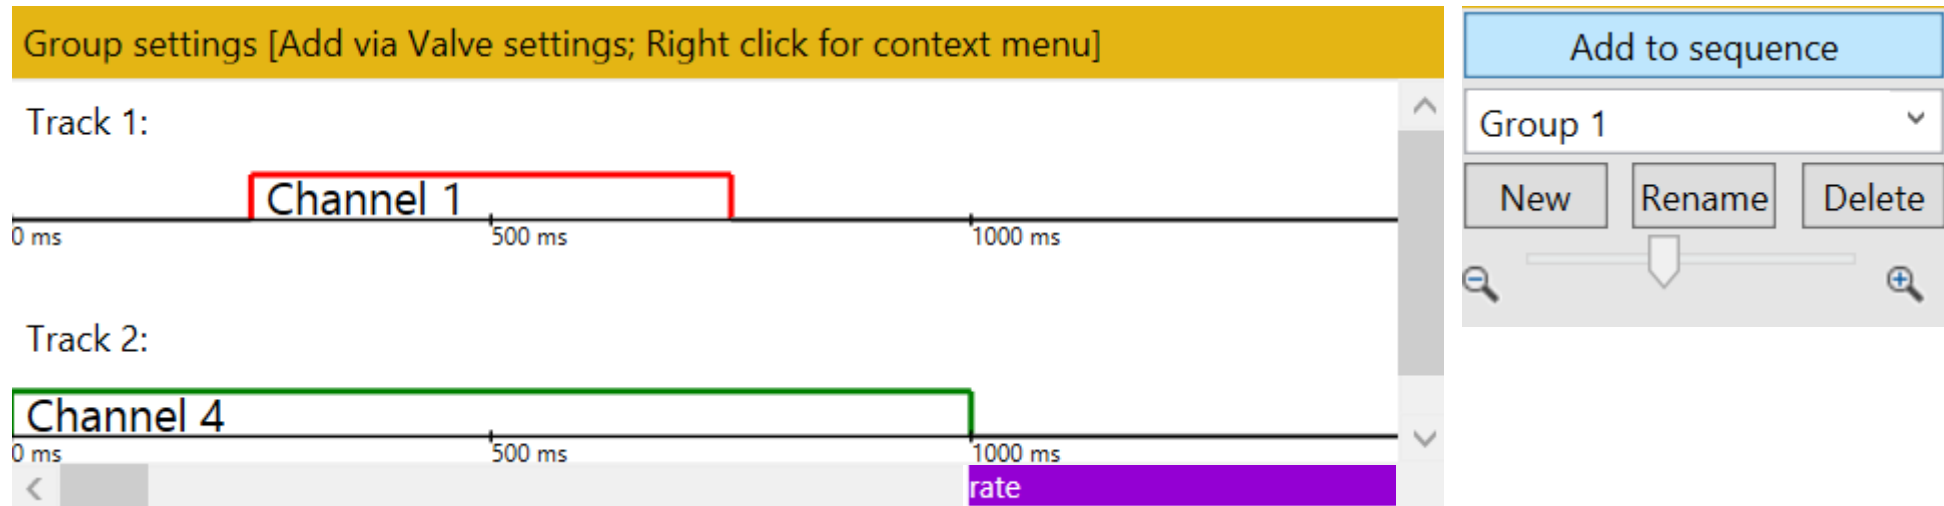 Group settings [Add via Valve settings; Right click for context menu]
Track 1:
Channel 1
0 ms
500 ms
1000 ms
Track 2:
Channel 4
0 ms
500 ms
1000 ms
rate
Add to sequence
Group 1
New
Rename
Delete